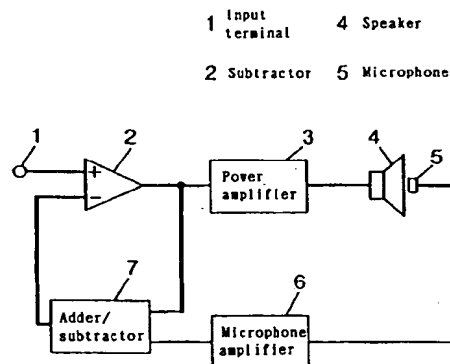 1 Input terminal
4 Speaker
2 Subtractor
5 Microphone
1
2
+
−
3
Power
amplifier
4
5
7
Adder/
subtractor
6
Microphone
amplifier